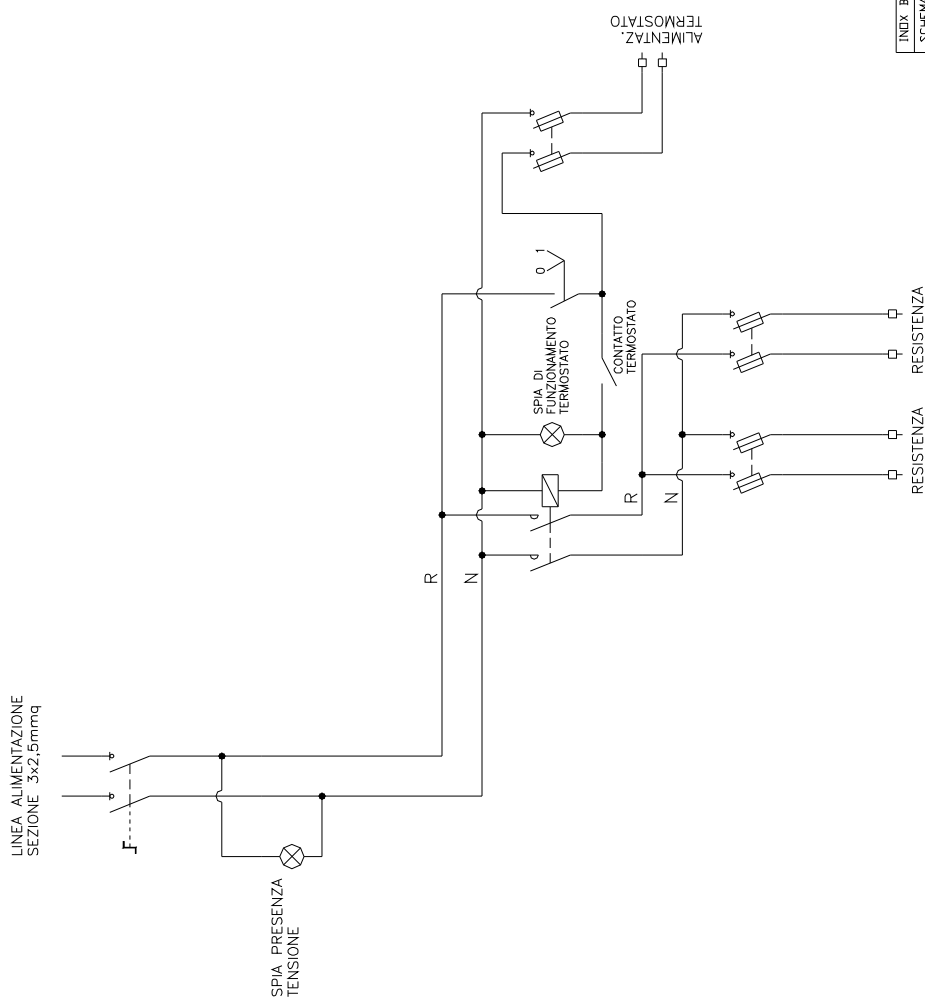 LINEA ALIMENTAZIONE
SEZIONE 3x2,5mmq
SPIA PRESENZA
TENSIONE
R
N
SPIA DI
FUNZIONAMENTO
TERMOSTATO
0 1
CONTATTO
TERMOSTATO
R
N
ALIMENTAZ.
TERMOSTATO
RESISTENZA
RESISTENZA
INOX B